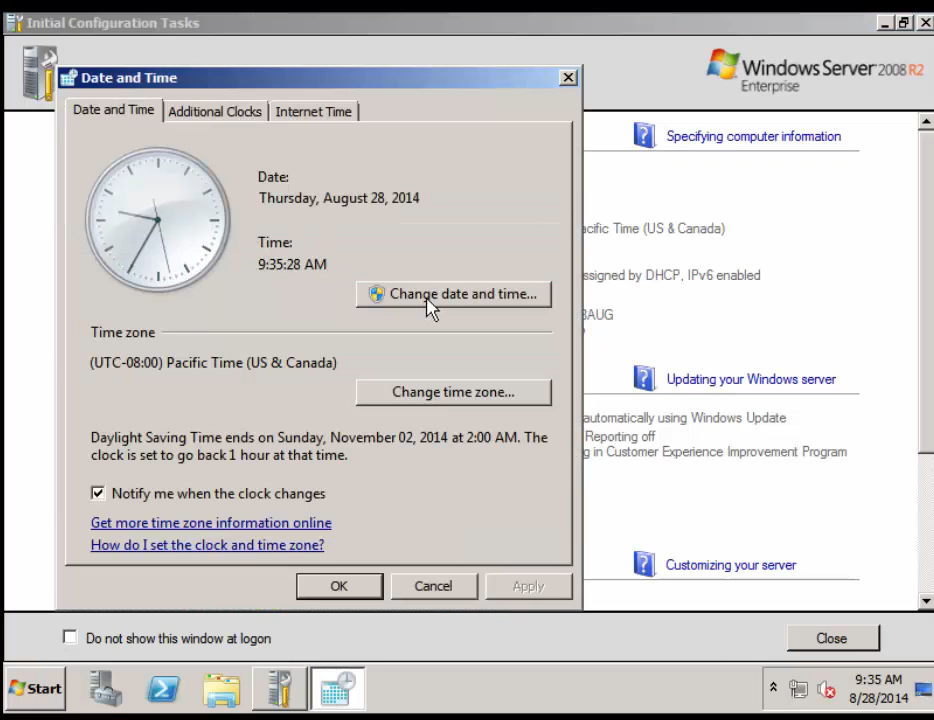 Initial Configuration Tasks
Windows Server 2008 R2
Enterprise
Date and Time
Date and Time
Additional Clocks
Internet Time
Date:
Thursday, August 28, 2014
Time:
9:35:28 AM
Change date and time...
Time zone
(UTC-08:00) Pacific Time (US & Canada)
Change time zone...
Daylight Saving Time ends on Sunday, November 02, 2014 at 2:00 AM. The
clock is set to go back 1 hour at that time.
Notify me when the clock changes
Get more time zone information online
How do I set the clock and time zone?
OK
Cancel
Apply
Specifying computer information
acific Time (US & Canada)
ssigned by DHCP, IPv6 enabled
AUG
Updating your Windows server
automatically using Windows Update
Reporting off
g in Customer Experience Improvement Program
Customizing your server
Do not show this window at logon
Close
Start
9:35 AM
8/28/2014